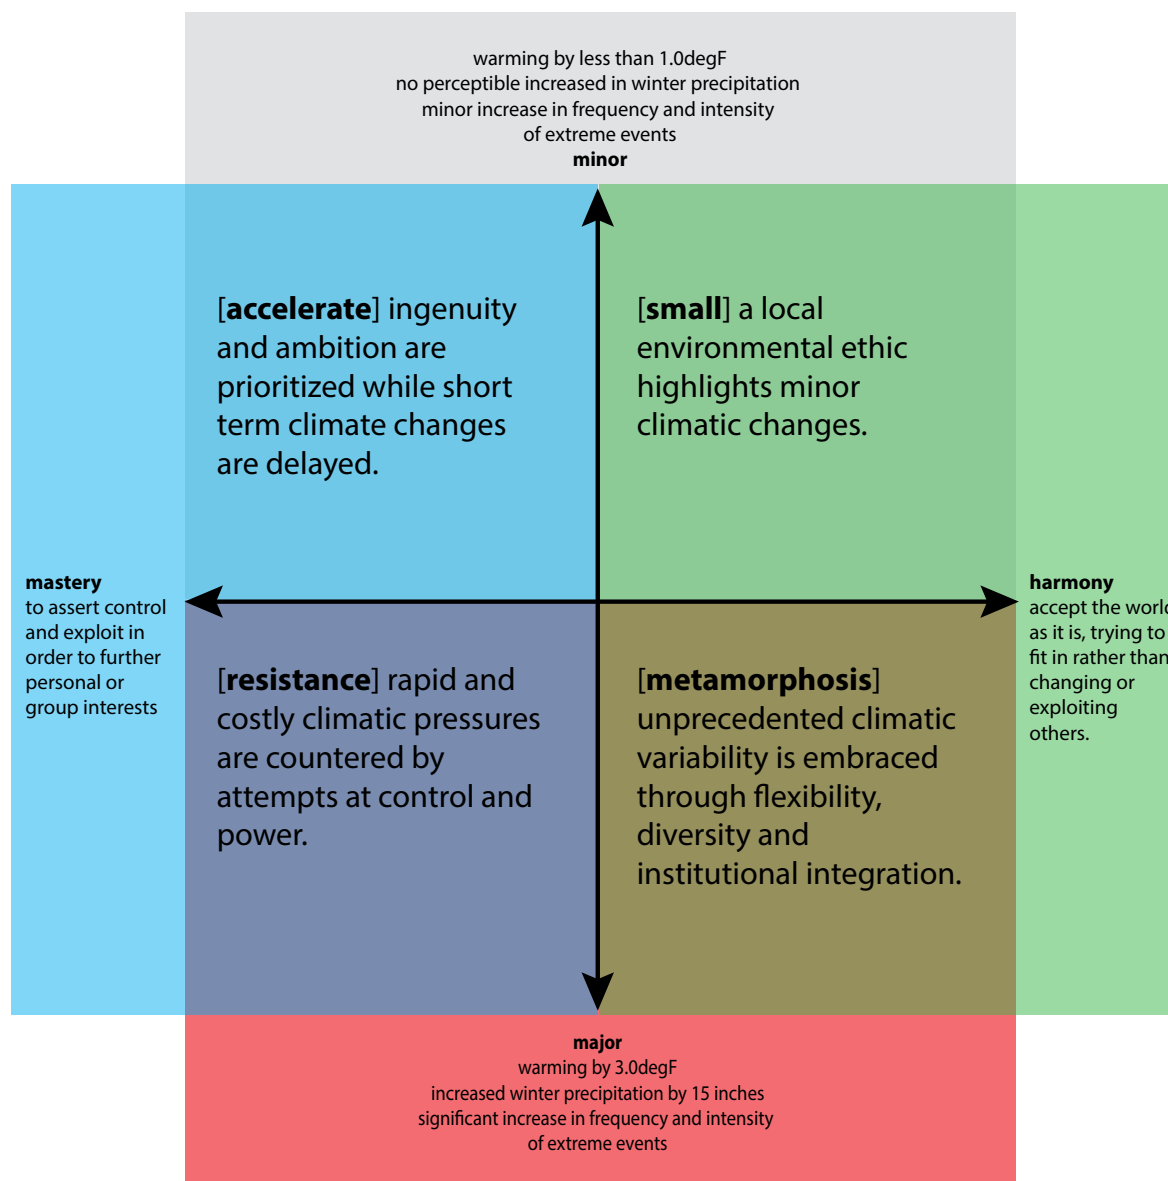 warming by less than 1.0degF
no perceptible increased in winter precipitation
minor increase in frequency and intensity
of extreme events
minor
[accelerate] ingenuity
and ambition are
prioritized while short
term climate changes
are delayed.
[small] a local
environmental ethic
highlights minor
climatic changes.
mastery
to assert control
and exploit in
order to further
personal or
group interests
harmony
accept the world
as it is, trying to
fit in rather than
changing or
exploiting
others.
[resistance] rapid and
costly climatic pressures
are countered by
attempts at control and
power.
[metamorphosis]
unprecedented climatic
variability is embraced
through flexibility,
diversity and
institutional integration.
major
warming by 3.0degF
increased winter precipitation by 15 inches
significant increase in frequency and intensity
of extreme events